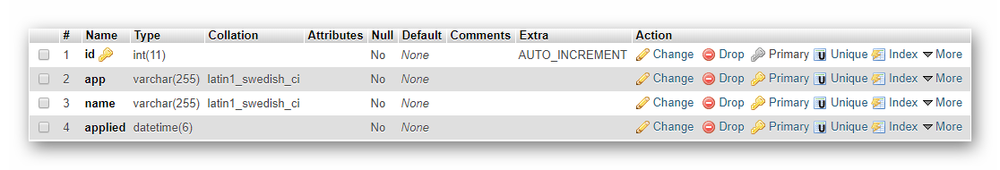 # Name Type Collation Attributes Null Default Comments Extra Action
1 id int(11) No None AUTO_INCREMENT Change Drop Primary Unique Index More
2 app varchar(255) latin1_swedish_ci No None Change Drop Primary Unique Index More
3 name varchar(255) latin1_swedish_ci No None Change Drop Primary Unique Index More
4 applied datetime(6) No None Change Drop Primary Unique Index More